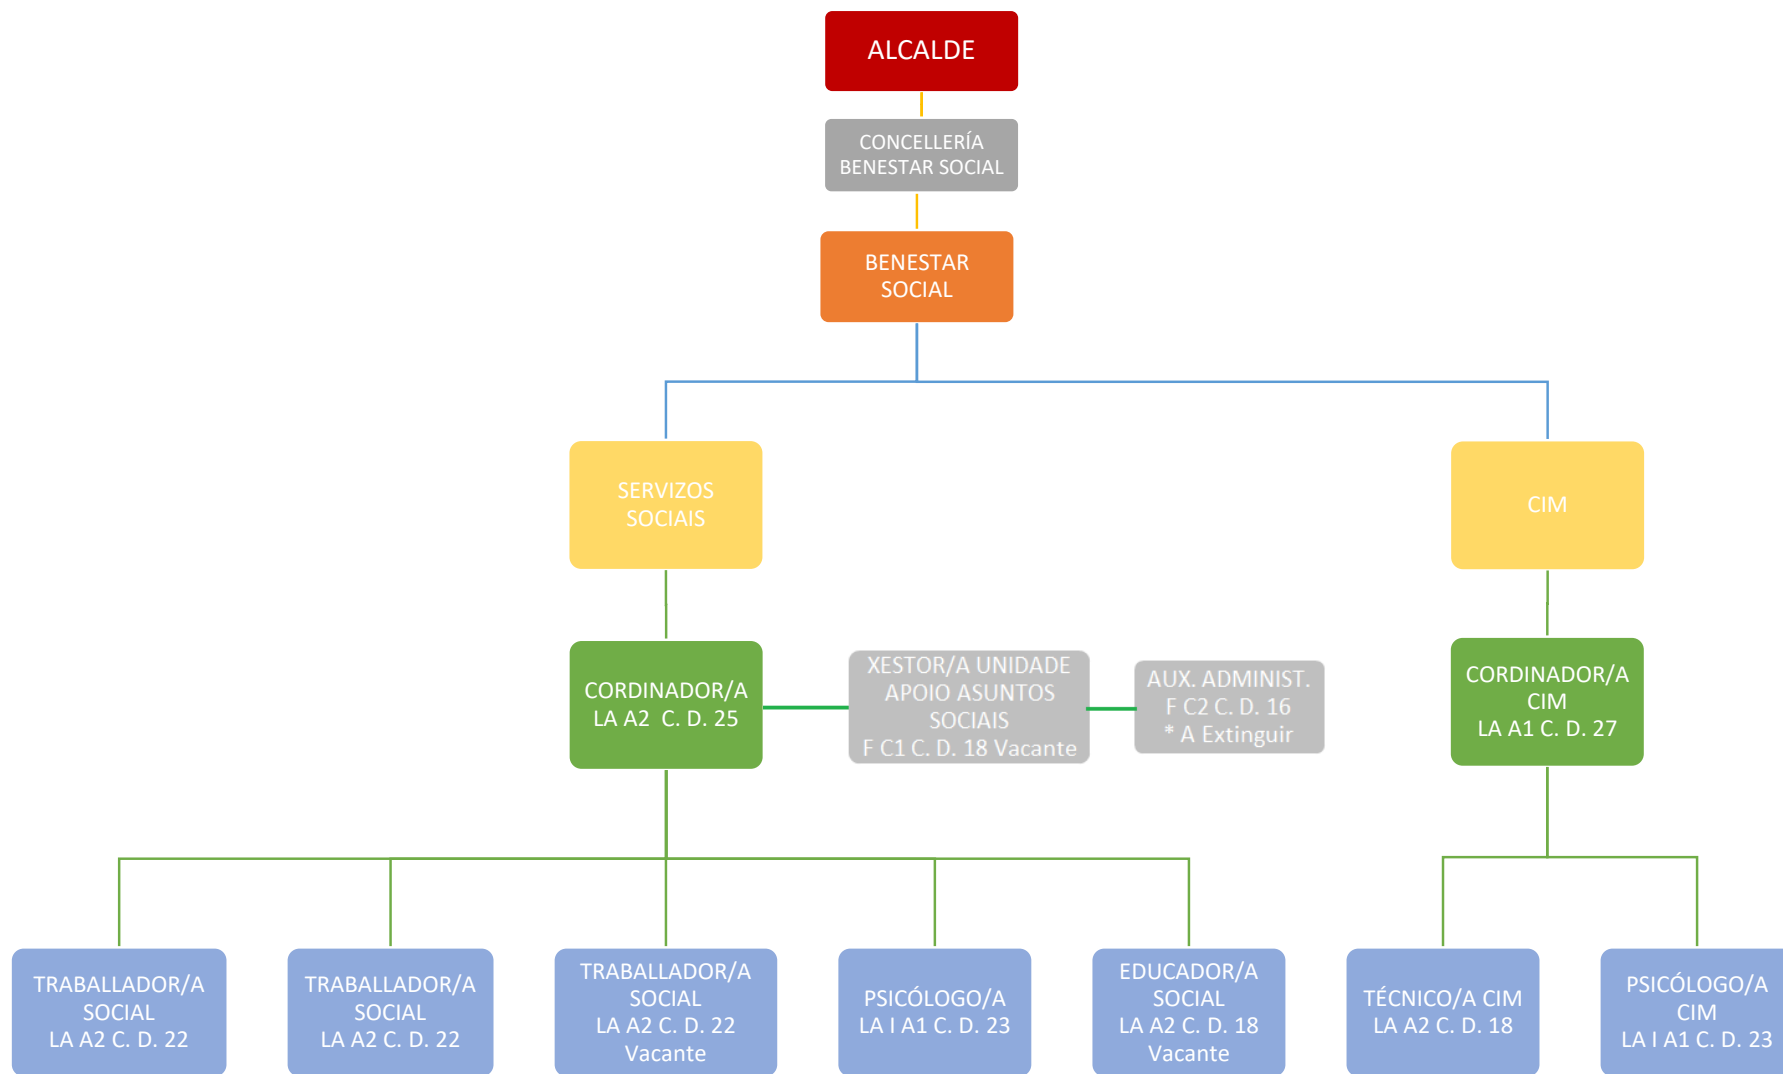 ALCALDE
CONCELLERÍA
BENESTAR SOCIAL
BENESTAR
SOCIAL
SERVIZOS
SOCIAIS
CIM
CORDINADOR/A
LA A2  C. D. 25
XESTOR/A UNIDADE
APOIO ASUNTOS
SOCIAIS
F C1 C. D. 18 Vacante
AUX. ADMINIST.
F C2 C. D. 16
* A Extinguir
CORDINADOR/A
CIM
LA A1 C. D. 27
TRABALLADOR/A
SOCIAL
LA A2 C. D. 22
TRABALLADOR/A
SOCIAL
LA A2 C. D. 22
TRABALLADOR/A
SOCIAL
LA A2 C. D. 22
Vacante
PSICÓLOGO/A
LA I A1 C. D. 23
EDUCADOR/A
SOCIAL
LA A2 C. D. 18
Vacante
TÉCNICO/A CIM
LA A2 C. D. 18
PSICÓLOGO/A
CIM
LA I A1 C. D. 23